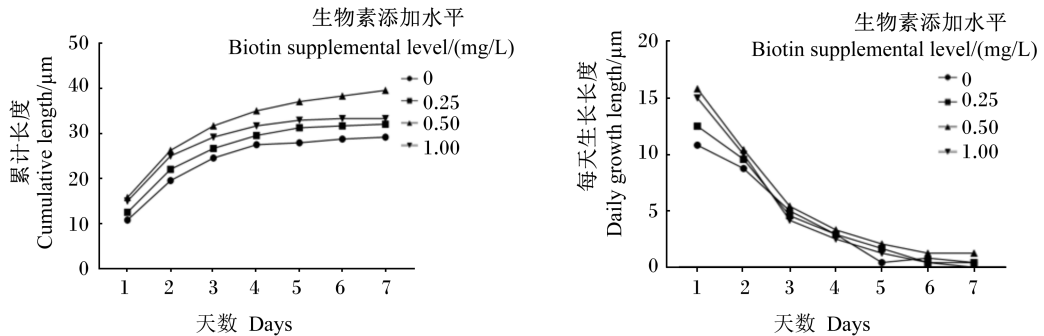 生物素添加水平
Biotin supplemental level/(mg/L)
0
0.25
0.50
1.00
累计长度
Cumulative length/μm
50
40
30
20
10
0
1 2 3 4 5 6 7
天数 Days
生物素添加水平
Biotin supplemental level/(mg/L)
0
0.25
0.50
1.00
每天生长长度
Daily growth length/μm
20
15
10
5
0
1 2 3 4 5 6 7
天数 Days